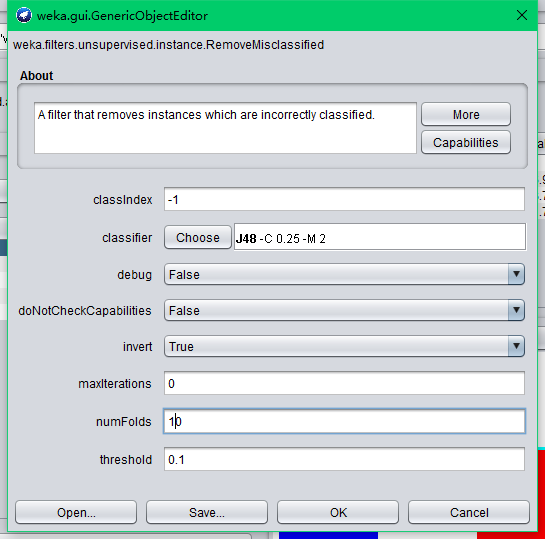 weka.gui.GenericObjectEditor
weka.filters.unsupervised.instance.RemoveMisclassified
About
A filter that removes instances which are incorrectly classified.
More
Capabilities
classIndex
-1
classifier
Choose
J48 -C 0.25 -M 2
debug
False
doNotCheckCapabilities
False
invert
True
maxIterations
0
numFolds
10
threshold
0.1
Open...
Save...
OK
Cancel